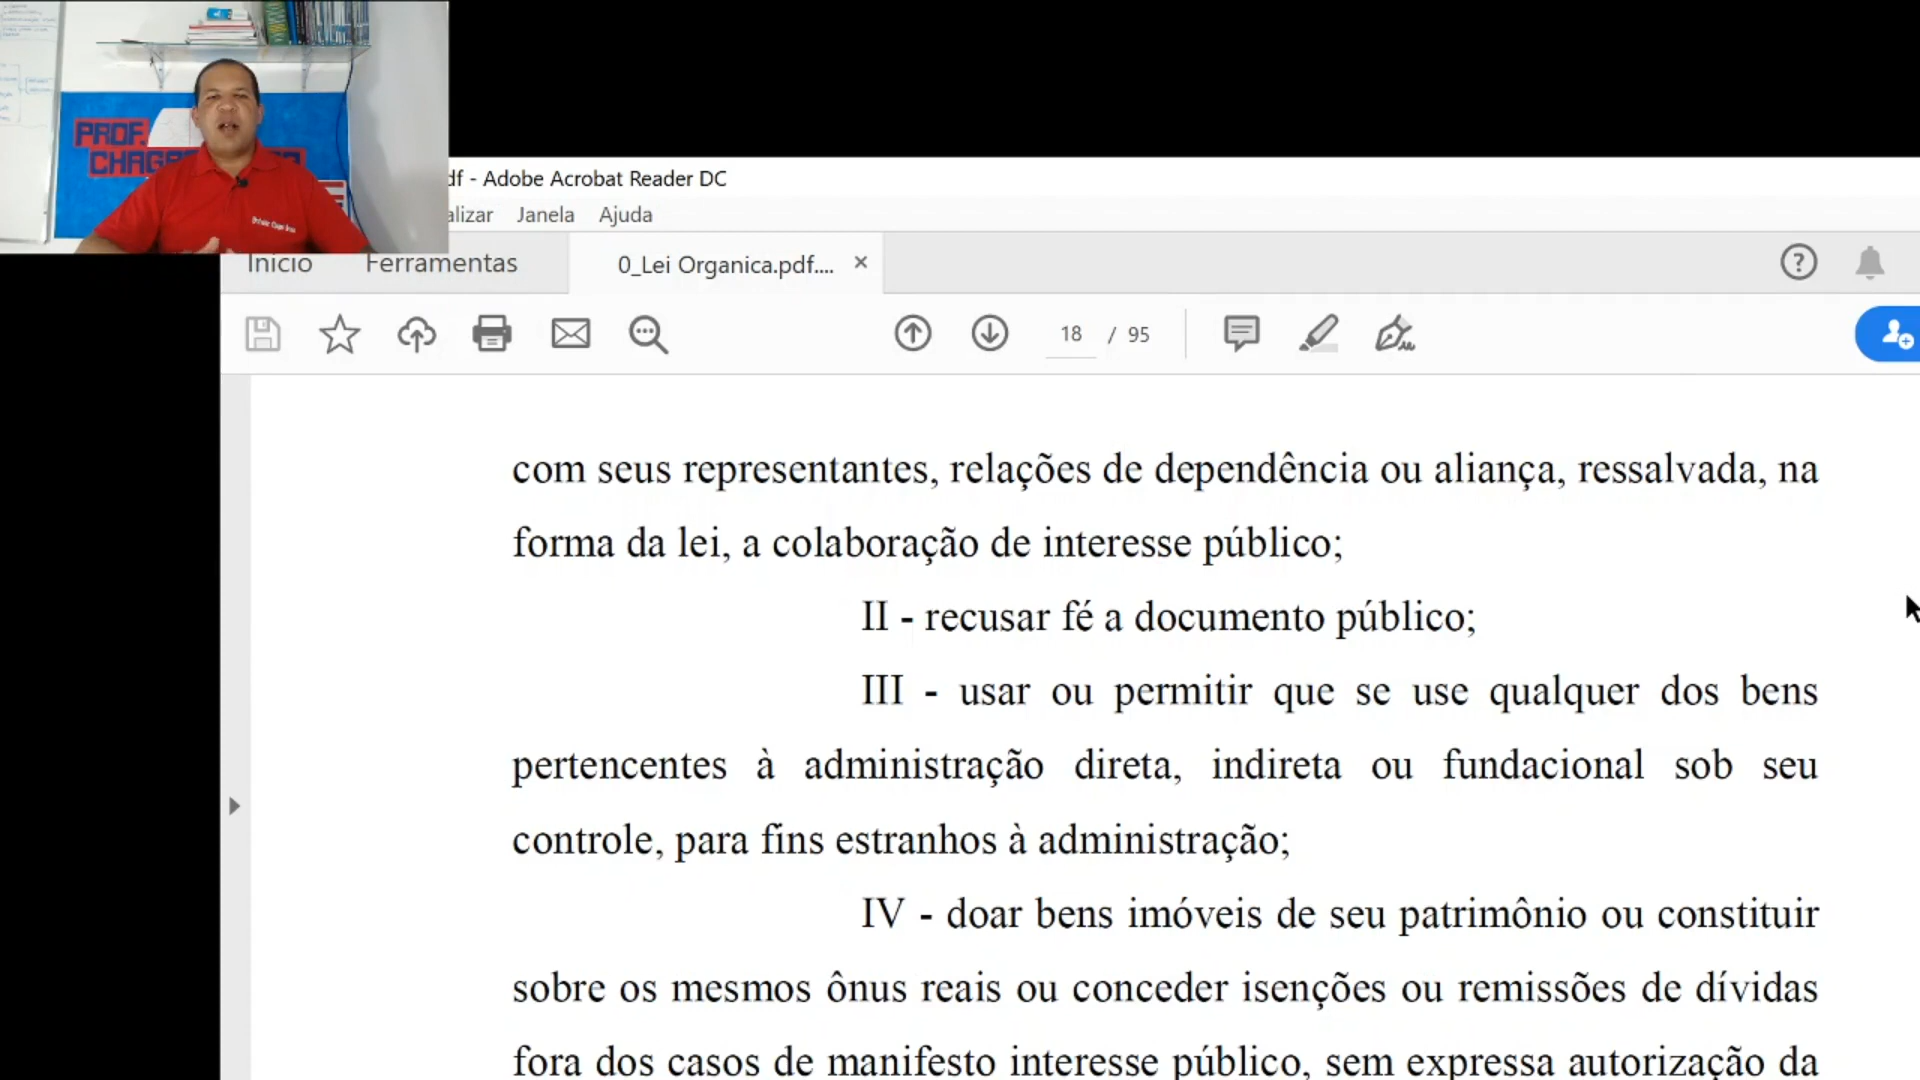 PROF.
df - Adobe Acrobat Reader DC
alizar Janela Ajuda
Início Ferramentas 0_Lei Organica.pdf.... ×
18 / 95
com seus representantes, relações de dependência ou aliança, ressalvada, na
forma da lei, a colaboração de interesse público;
II - recusar fé a documento público;
III - usar ou permitir que se use qualquer dos bens
pertencentes à administração direta, indireta ou fundacional sob seu
controle, para fins estranhos à administração;
IV - doar bens imóveis de seu patrimônio ou constituir
sobre os mesmos ônus reais ou conceder isenções ou remissões de dívidas
fora dos casos de manifesto interesse público, sem expressa autorização da